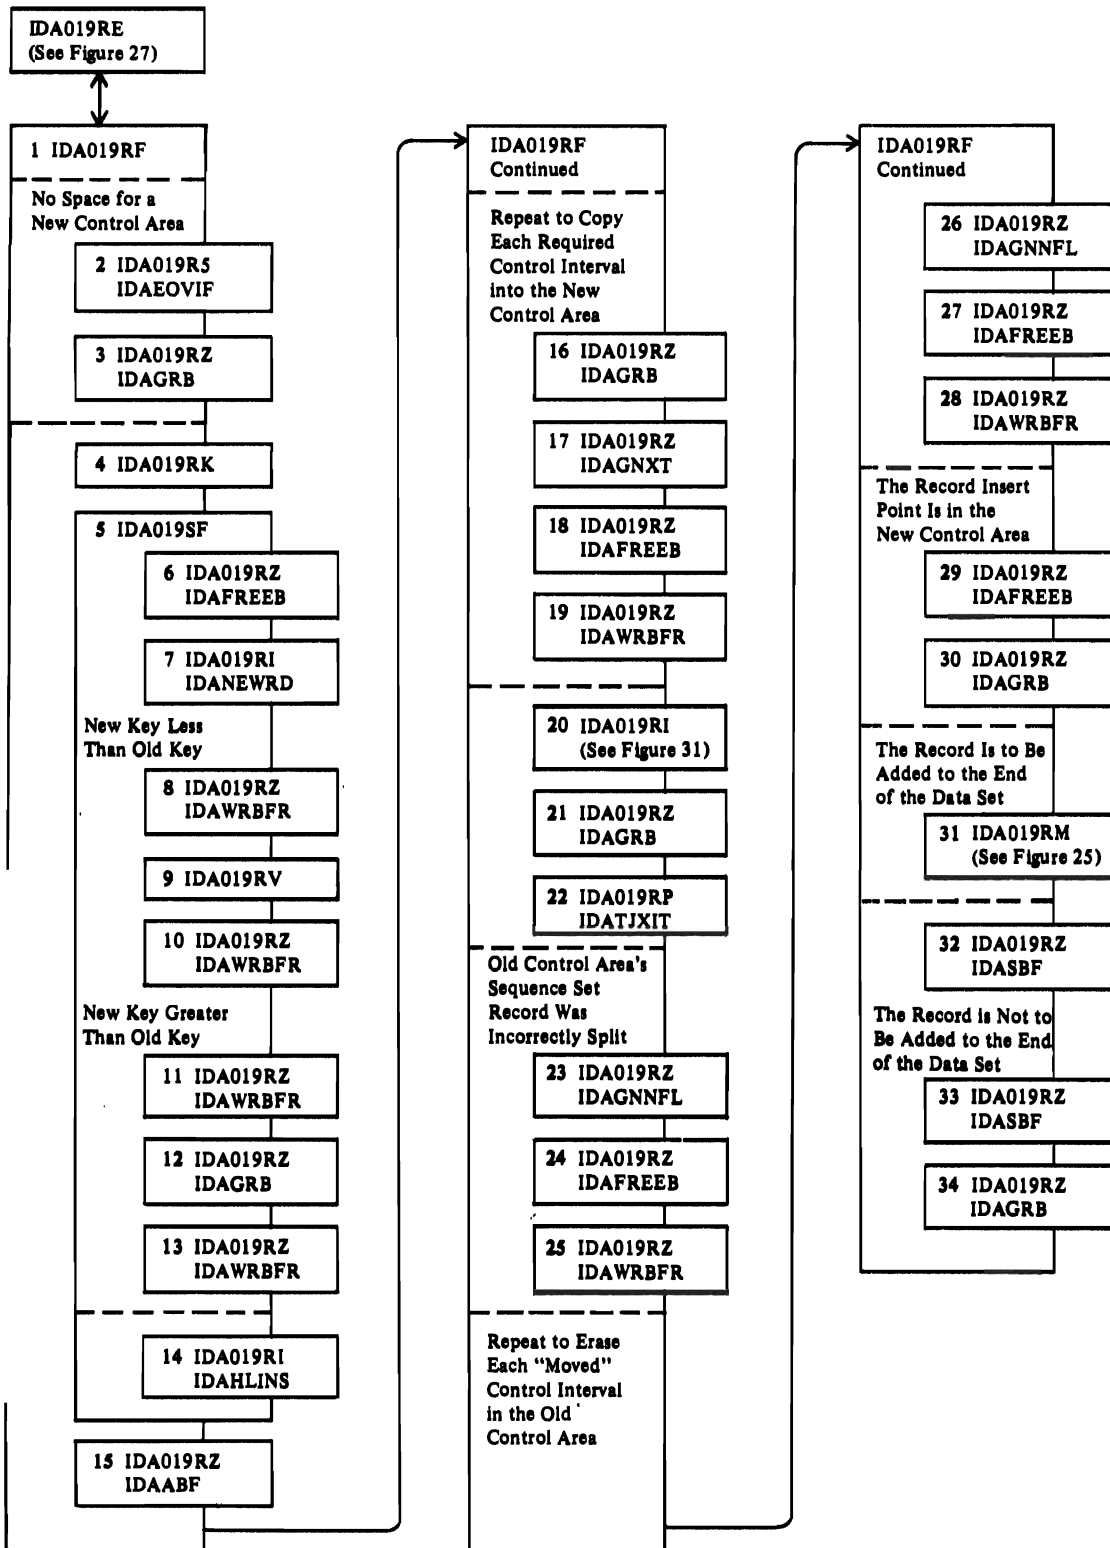 IDA019RE
(See Figure 27)
1 IDA019RF
No Space for a
New Control Area
2 IDA019R5
IDAEOVIF
3 IDA019RZ
IDAGRB
4 IDA019RK
5 IDA019SF
6 IDA019RZ
IDAFREEB
7 IDA019RI
IDANEWRD
New Key Less
Than Old Key
8 IDA019RZ
IDAWRBFR
9 IDA019RV
10 IDA019RZ
IDAWRBFR
New Key Greater
Than Old Key
11 IDA019RZ
IDAWRBFR
12 IDA019RZ
IDAGRB
13 IDA019RZ
IDAWRBFR
14 IDA019RI
IDAHLINS
15 IDA019RZ
IDAABF
IDA019RF
Continued
Repeat to Copy
Each Required
Control Interval
into the New
Control Area
16 IDA019RZ
IDAGRB
17 IDA019RZ
IDAGNXT
18 IDA019RZ
IDAFREEB
19 IDA019RZ
IDAWRBFR
20 IDA019RI
(See Figure 31)
21 IDA019RZ
IDAGRB
22 IDA019RP
IDATJXIT
Old Control Area's
Sequence Set
Record Was
Incorrectly Split
23 IDA019RZ
IDAGNNFL
24 IDA019RZ
IDAFREEB
25 IDA019RZ
IDAWRBFR
Repeat to Erase
Each “Moved”
Control Interval
in the Old
Control Area
IDA019RF
Continued
26 IDA019RZ
IDAGNNFL
27 IDA019RZ
IDAFREEB
28 IDA019RZ
IDAWRBFR
The Record Insert
Point Is in the
New Control Area
29 IDA019RZ
IDAFREEB
30 IDA019RZ
IDAGRB
The Record Is to Be
Added to the End
of the Data Set
31 IDA019RM
(See Figure 25)
32 IDA019RZ
IDASBF
The Record is Not to
Be Added to the End
of the Data Set
33 IDA019RZ
IDASBF
34 IDA019RZ
IDAGRB